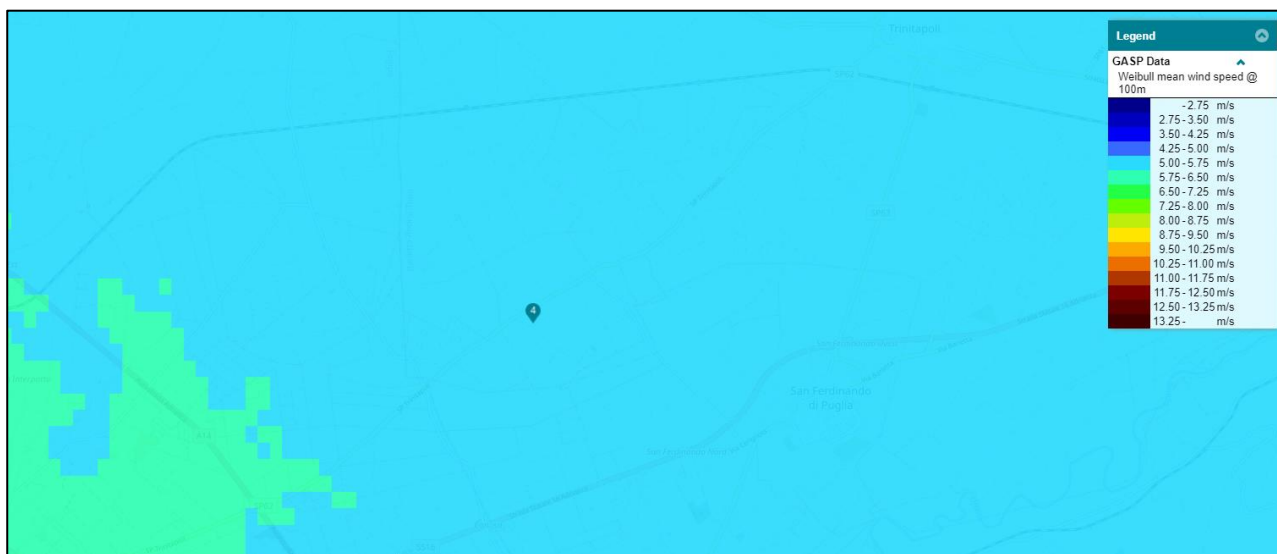 Trinitapoli
Legend
GASP Data
Weibull mean wind speed @
100m
- 2.75 m/s
2.75 - 3.50 m/s
3.50 - 4.25 m/s
4.25 - 5.00 m/s
5.00 - 5.75 m/s
5.75 - 6.50 m/s
6.50 - 7.25 m/s
7.25 - 8.00 m/s
8.00 - 8.75 m/s
8.75 - 9.50 m/s
9.50 - 10.25 m/s
10.25 - 11.00 m/s
11.00 - 11.75 m/s
11.75 - 12.50 m/s
12.50 - 13.25 m/s
13.25 - m/s
4
San Ferdinando
di Puglia
A14